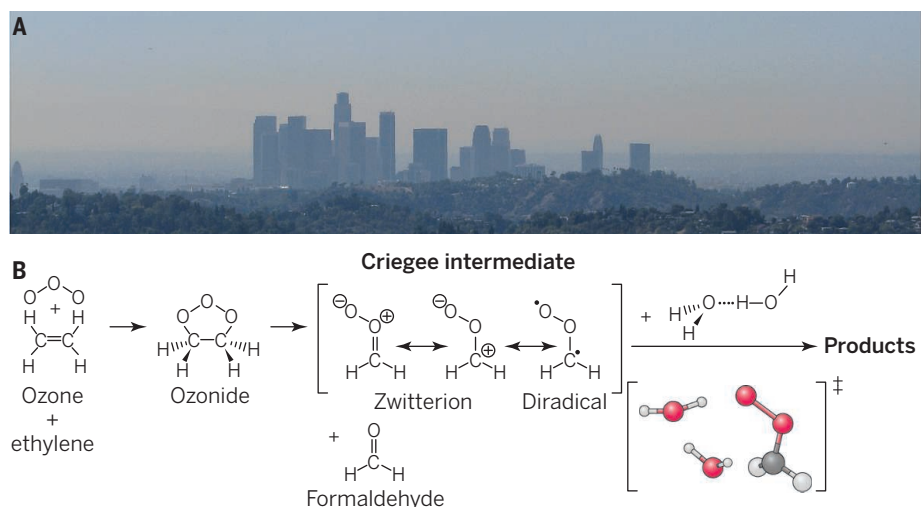 A
B
Criegee intermediate
O O O
+
H H
C=C
H H
Ozone
+
ethylene
O O O
H C C H
H H
Ozonide
⊖ O O ⊕
C
H H
⊖ O O
C ⊕
H H
Zwitterion
• O O
C •
H H
Diradical
+
O
C
H H
Formaldehyde
+
H O H O H
H
Products
‡